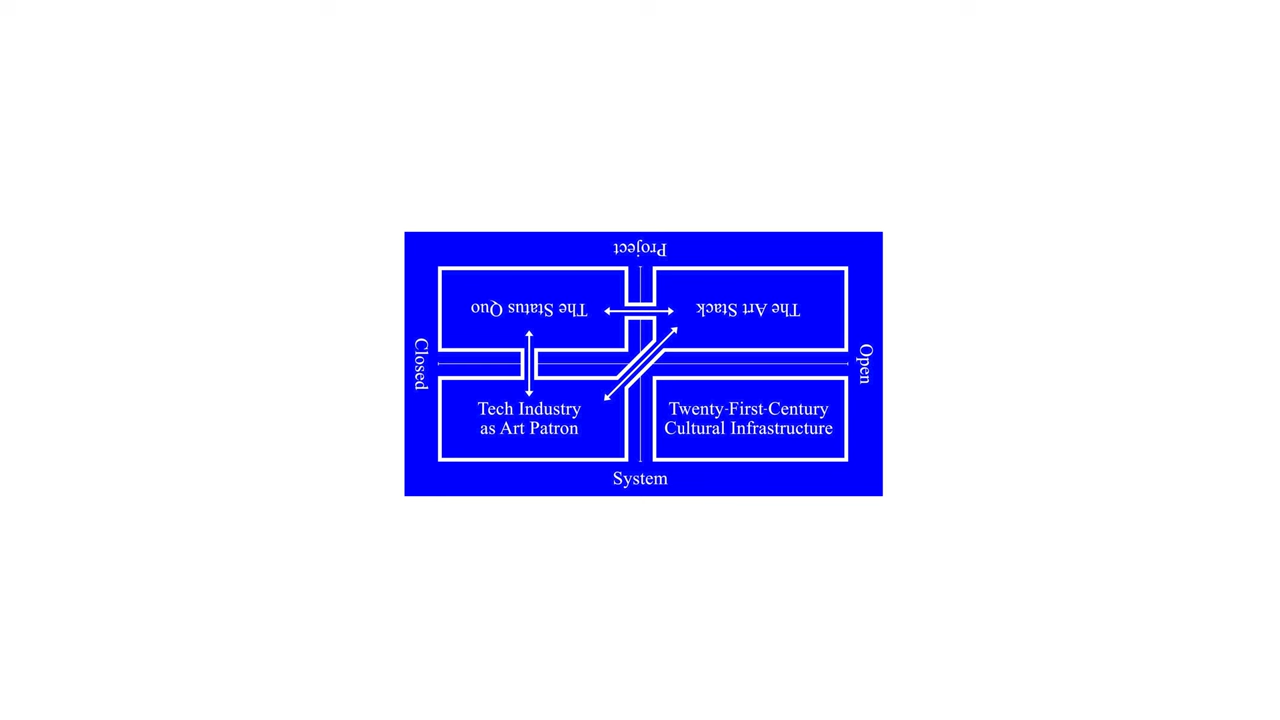 Project
The Status Quo
The Art Stack
Closed
Open
Tech Industry
as Art Patron
Twenty-First-Century
Cultural Infrastructure
System